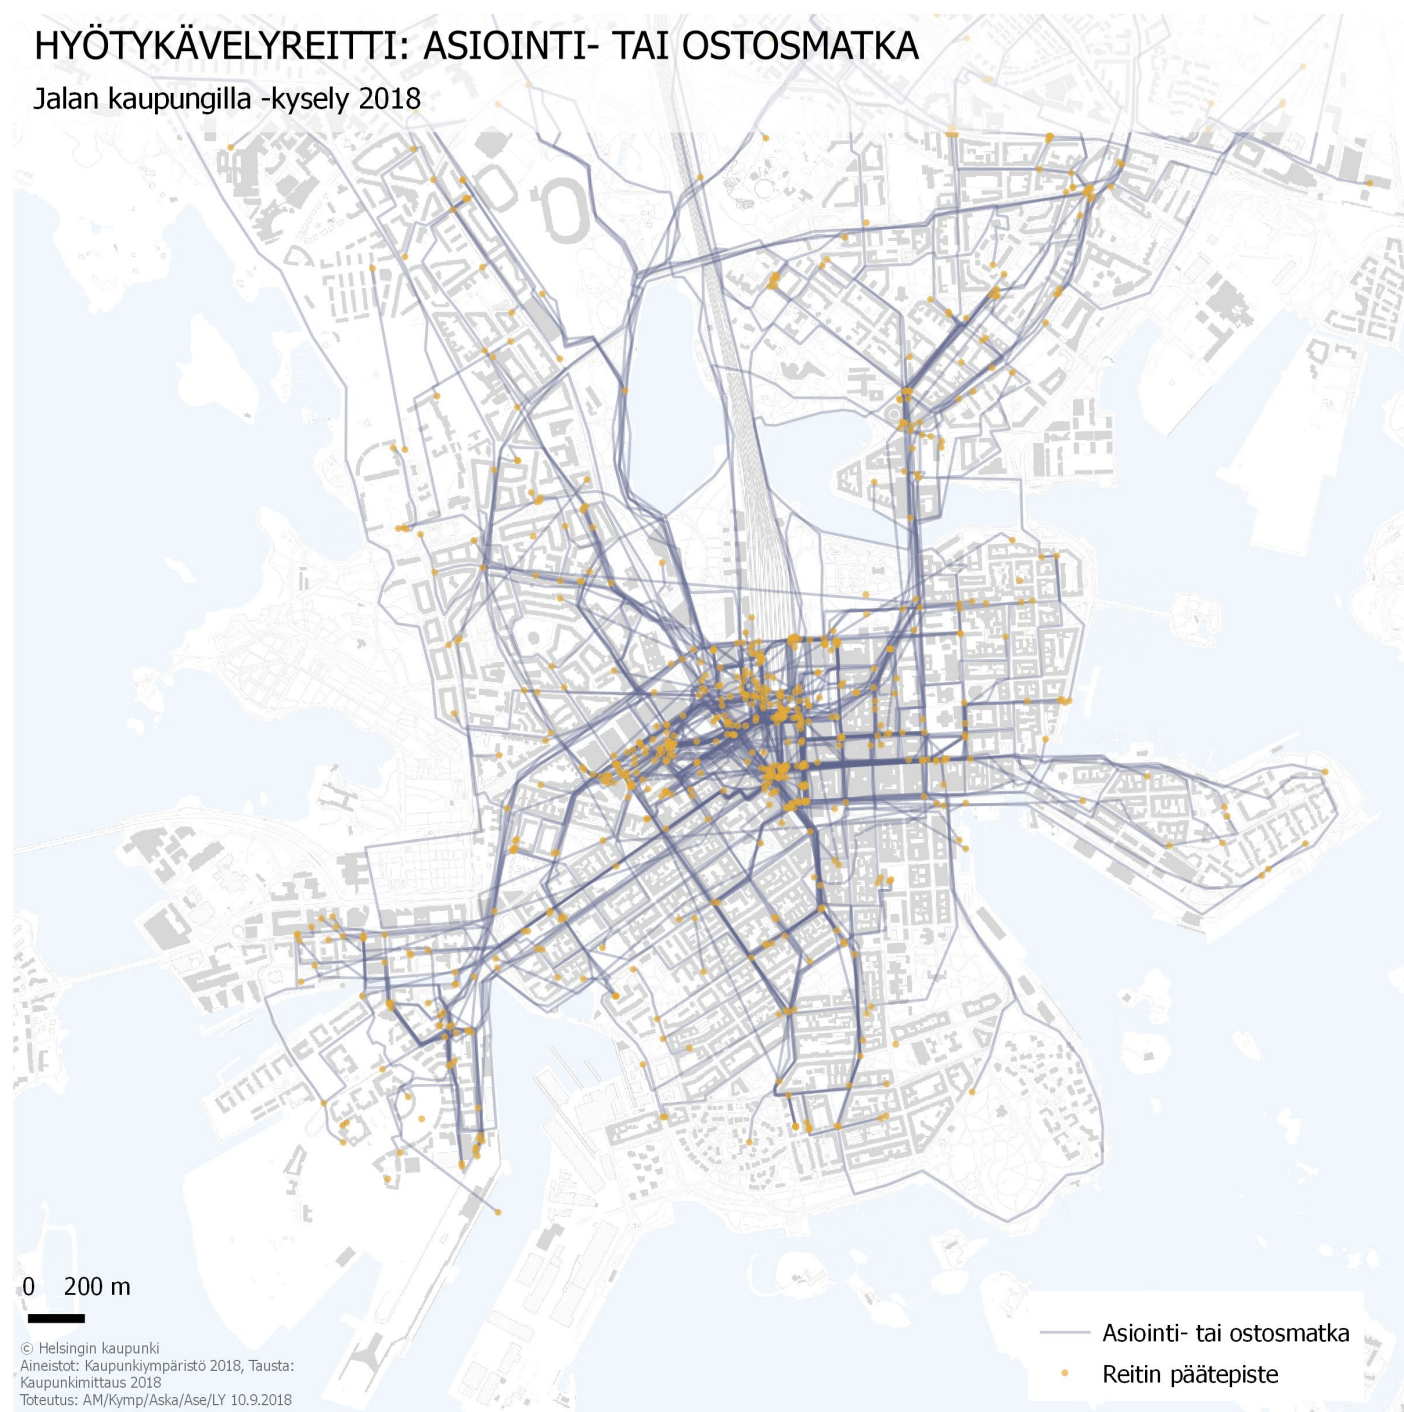 HYÖTYKÄVELYREITTI: ASIOINTI- TAI OSTOSMATKA
Jalan kaupungilla -kysely 2018
0 200 m
© Helsingin kaupunki
Aineistot: Kaupunkiympäristö 2018, Tausta:
Kaupunkimittaus 2018
Toteutus: AM/Kymp/Aska/Ase/LY 10.9.2018
Asiointi- tai ostosmatka
Reitin päätepiste